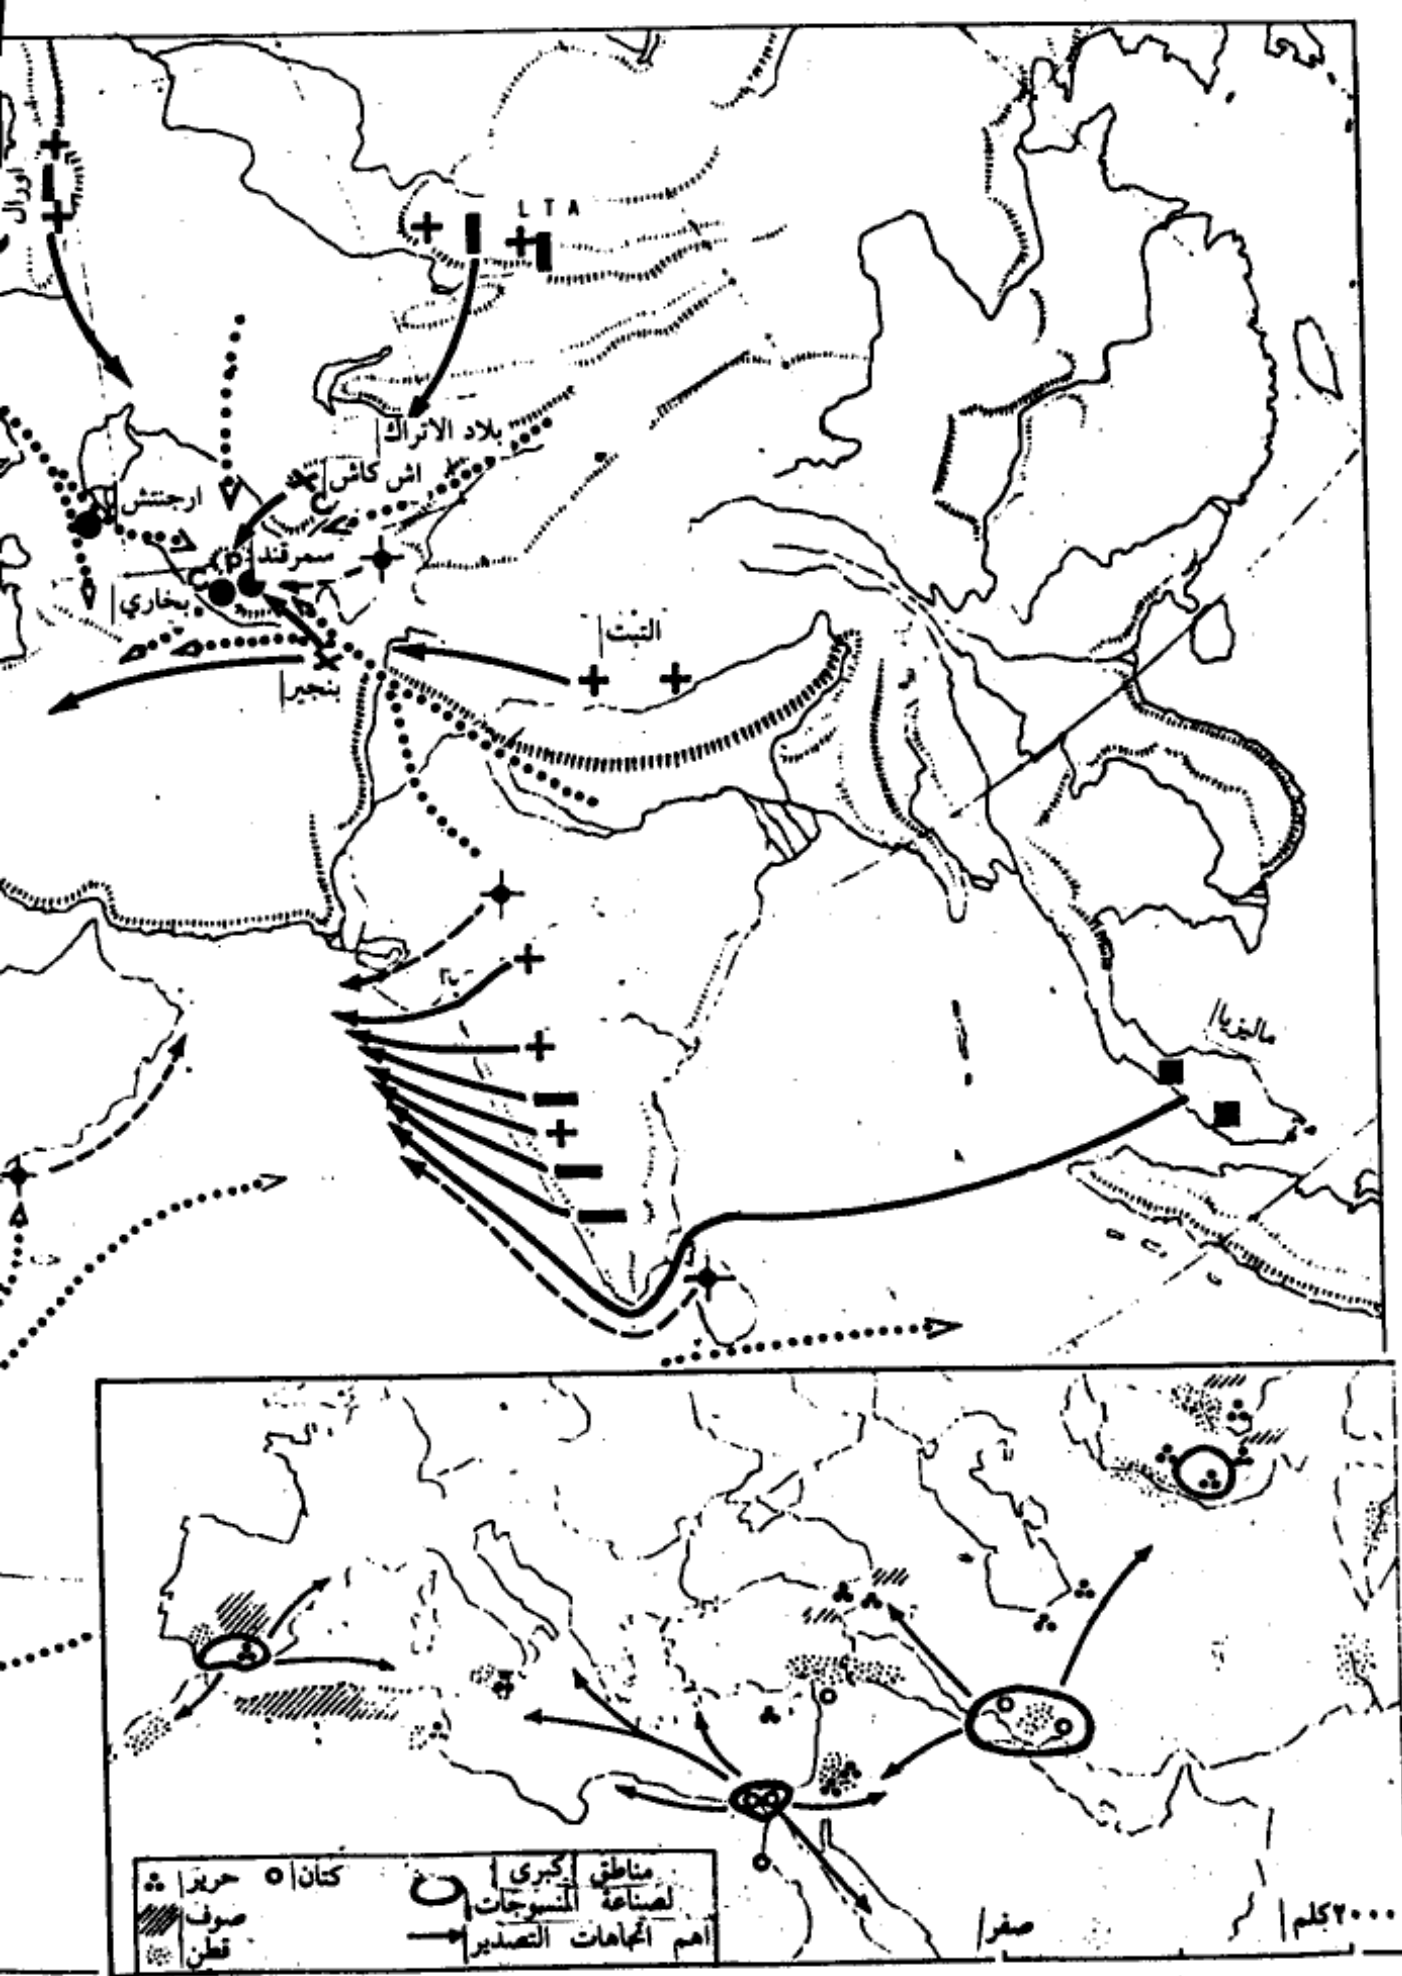 اورال
L T A
بلاد الاتراك
اش كاش
ارجنتش
C
سمرقند
P
C
بخاري
التبت
بنجير
ماليزيا
حرير
كتان
مناطق كبرى
لصناعة المنسوجات
صوف
قطن
اهم اتجاهات التصدير
صفر
٢٠٠٠كلم